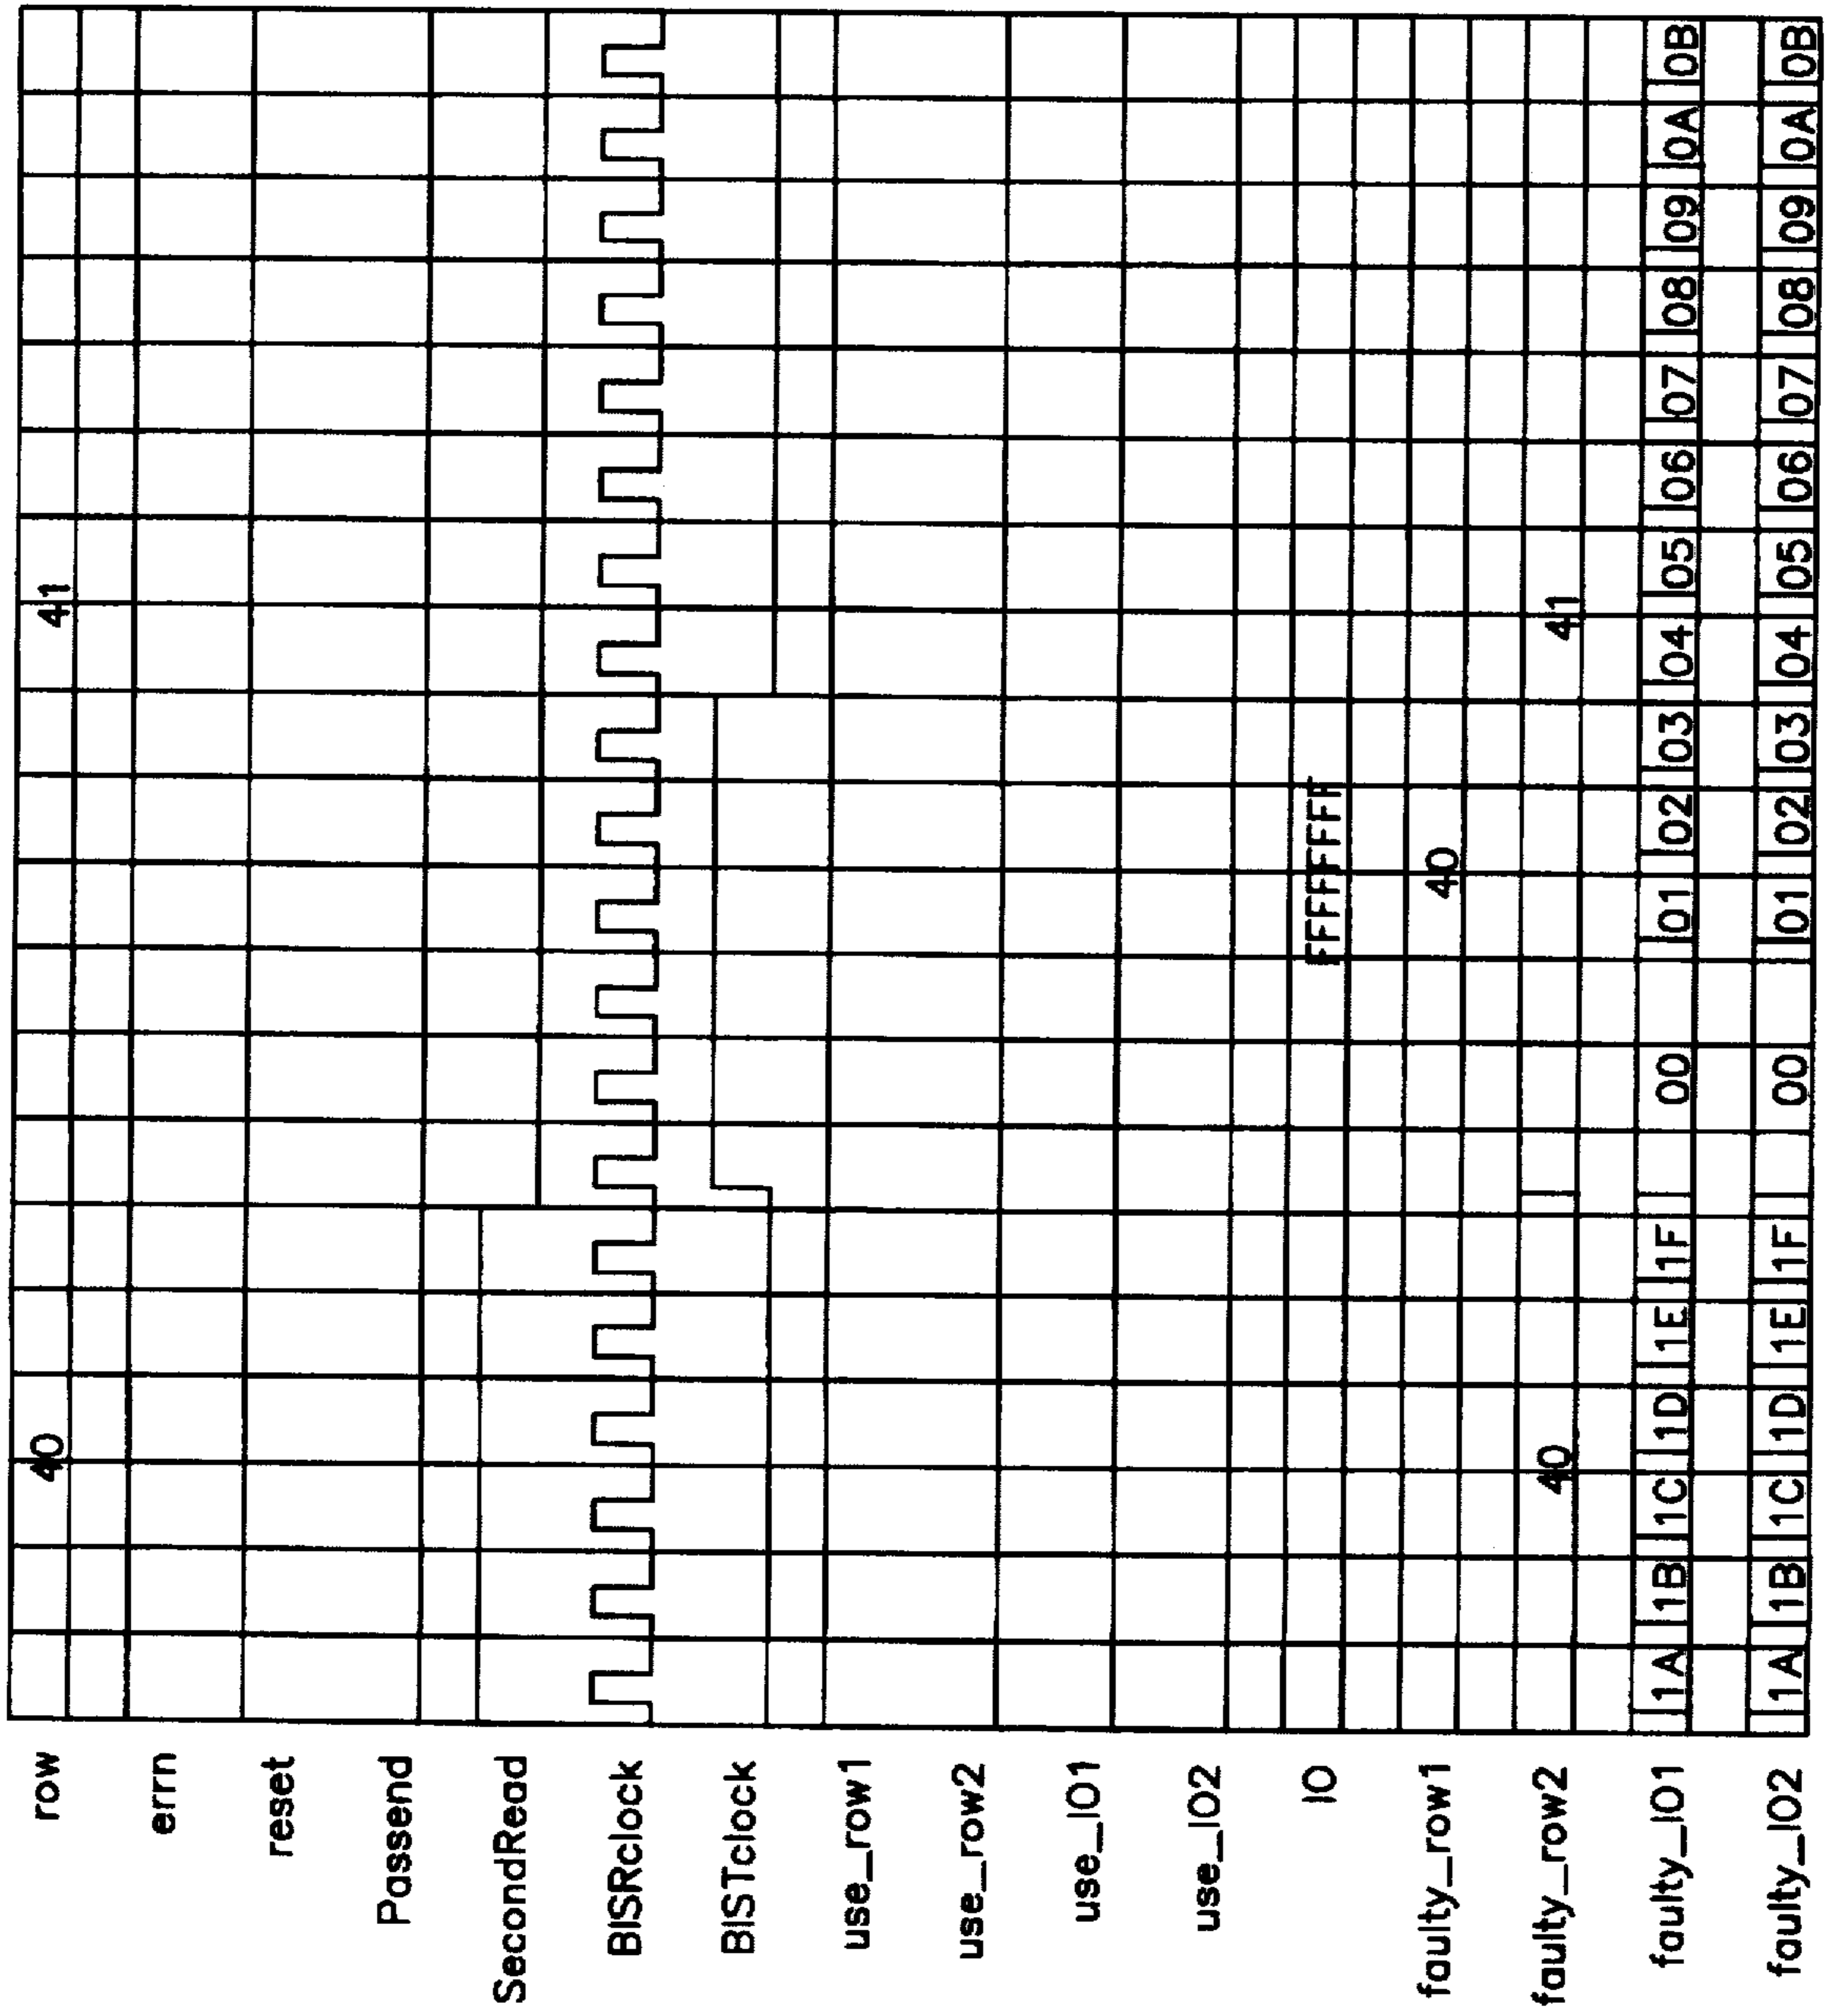 row 40 41
errn
reset
Passend
SecondRead
BISRclock
BISTclock
use_row1
use_row2
use_IO1
use_IO2
IO FFFFFFFF
faulty_row1 40
faulty_row2 40 41
faulty_IO1 1A 1B 1C 1D 1E 1F 00 01 02 03 04 05 06 07 08 09 0A 0B
faulty_IO2 1A 1B 1C 1D 1E 1F 00 01 02 03 04 05 06 07 08 09 0A 0B